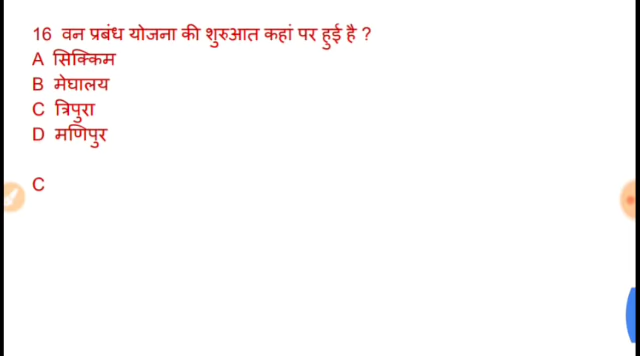 16 वन प्रबंध योजना की शुरुआत कहां पर हुई है ?
A सिक्किम
B मेघालय
C त्रिपुरा
D मणिपुर
C